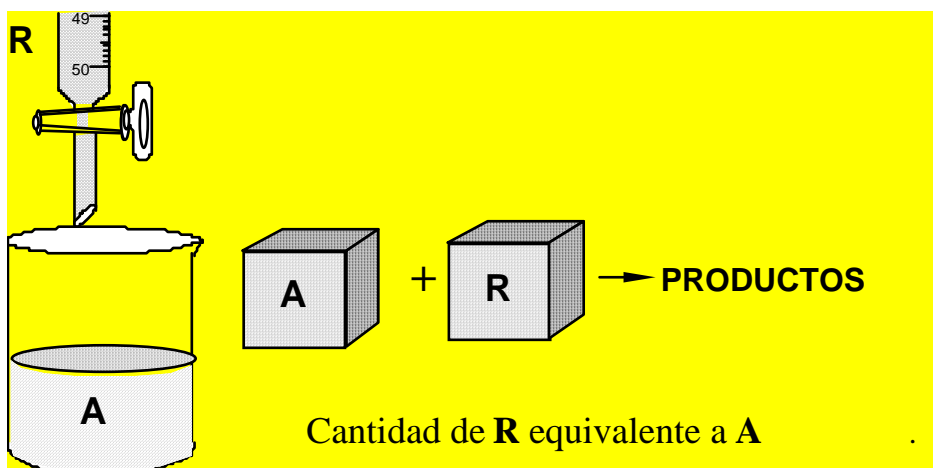 49
R
50
A + R → PRODUCTOS
A
Cantidad de R equivalente a A .